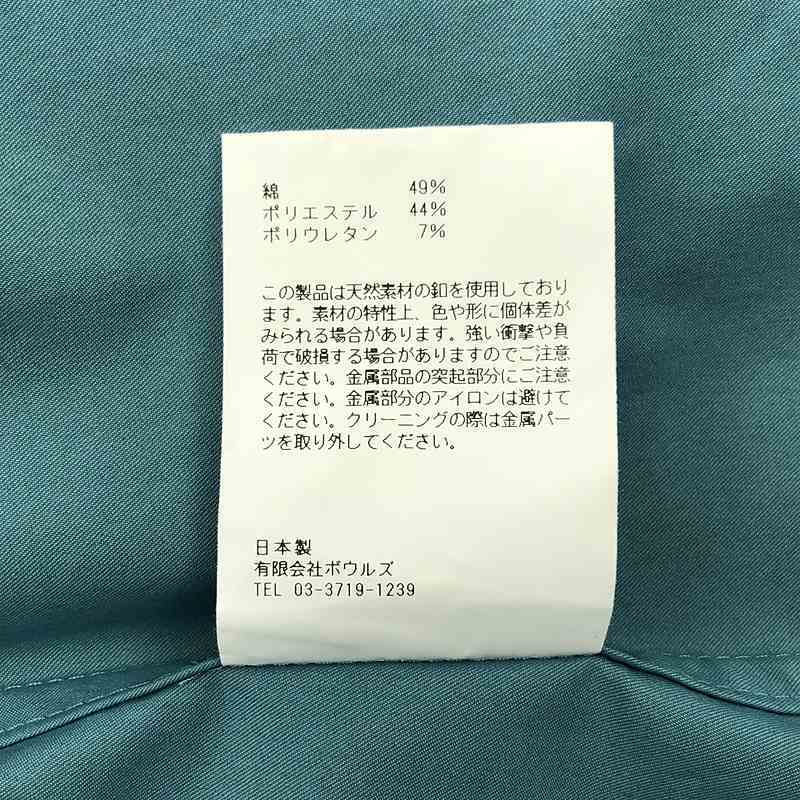 綿 49%
ポリエステル 44%
ポリウレタン 7%
この製品は天然素材の釦を使用しており
ます。素材の特性上、色や形に個体差が
みられる場合があります。強い衝撃や負
荷で破損する場合がありますのでご注意
ください。金属部品の突起部分にご注意
ください。金属部分のアイロンは避けて
ください。クリーニングの際は金属パー
ツを取り外してください。
日本製
有限会社ボウルズ
TEL 03-3719-1239